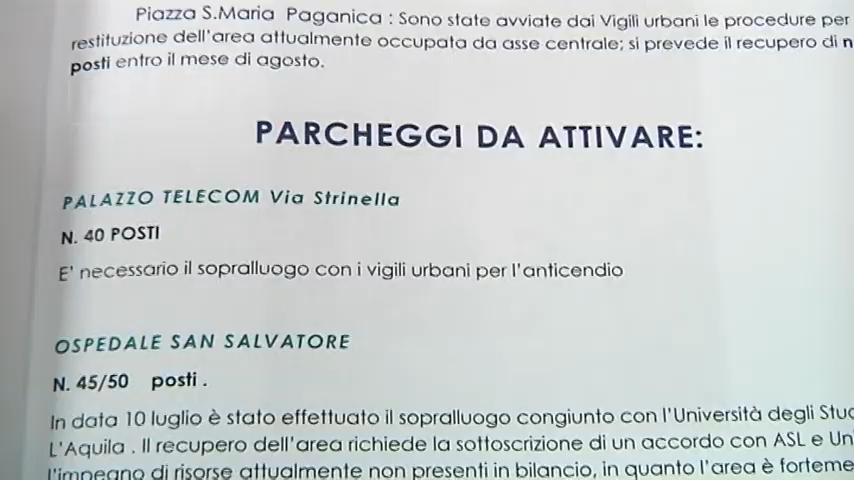 Piazza S.Maria Paganica : Sono state avviate dai Vigili urbani le procedure per
restituzione dell'area attualmente occupata da asse centrale; si prevede il recupero di
posti entro il mese di agosto.
PARCHEGGI DA ATTIVARE:
PALAZZO TELECOM Via Strinella
N. 40 POSTI
E' necessario il sopralluogo con i vigili urbani per l'anticendio
OSPEDALE SAN SALVATORE
N. 45/50 posti .
In data 10 luglio è stato effettuato il sopralluogo congiunto con l'Università degli
L'Aquila . Il recupero dell'area richiede la sottoscrizione di un accordo con ASL e
l'impegno di risorse attualmente non presenti in bilancio, in quanto l'area è